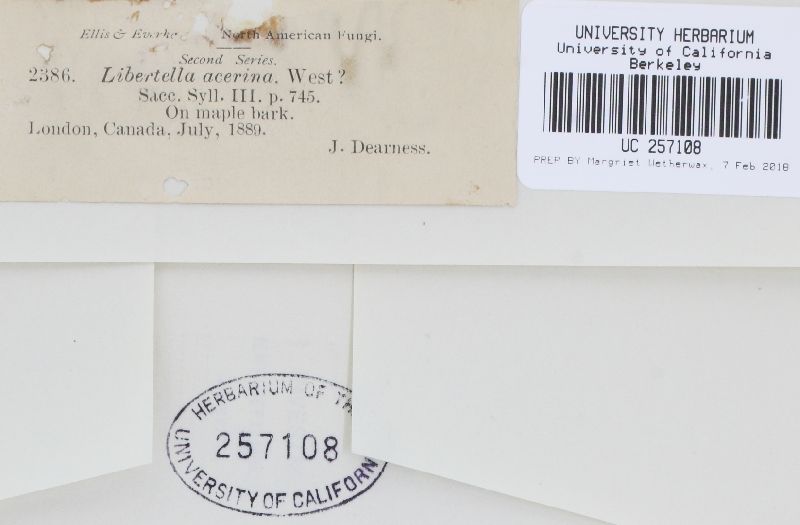 Ellis & Everhart North American Fungi.
Second Series.
2386. Libertella acerina. West?
Sacc. Syll. III. p. 745.
On maple bark.
London, Canada, July, 1889.
J. Dearness.
UNIVERSITY HERBARIUM
University of California
Berkeley
UC 257108
PREP BY Margriet Wetherwax, 7 Feb 2018
HERBARIUM OF TH
257108
UNIVERSITY OF CALIFORN